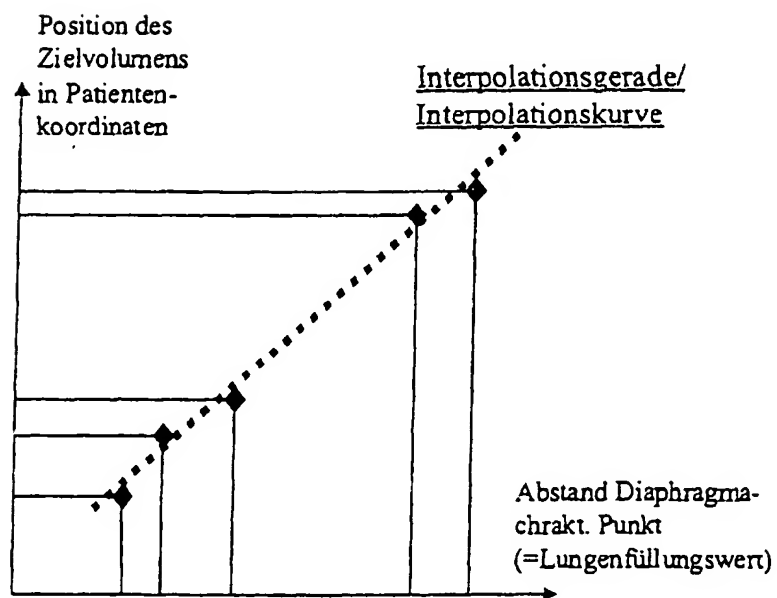 Position des
Zielvolumens
in Patienten-
koordinaten
Interpolationsgerade/
Interpolationskurve
Abstand Diaphragma-
chrakt. Punkt
(=Lungenfüllungswert)